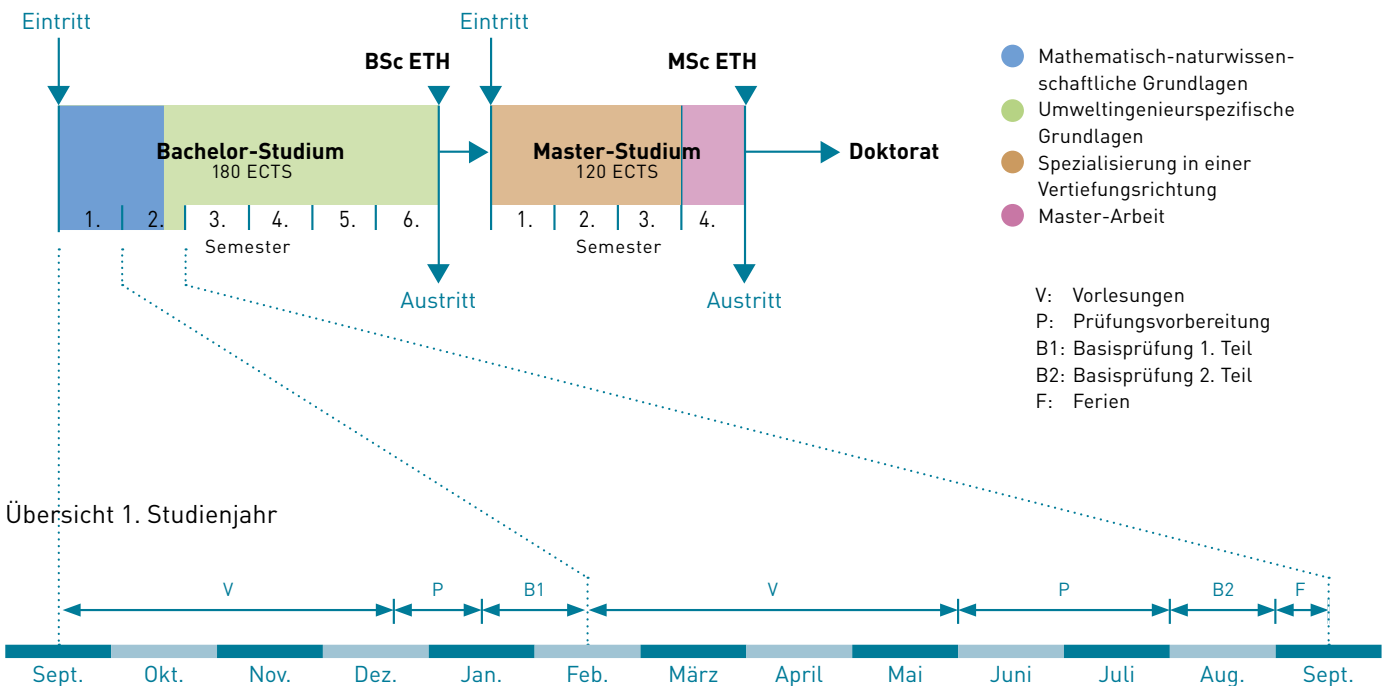 Eintritt
Eintritt
BSc ETH
MSc ETH
Bachelor-Studium
180 ECTS
Master-Studium
120 ECTS
Doktorat
1. 2. 3. 4. 5. 6.
Semester
1. 2. 3. 4.
Semester
Austritt
Austritt
Mathematisch-naturwissen-
schaftliche Grundlagen
Umweltingenieurspezifische
Grundlagen
Spezialisierung in einer
Vertiefungsrichtung
Master-Arbeit
V: Vorlesungen
P: Prüfungsvorbereitung
B1: Basisprüfung 1. Teil
B2: Basisprüfung 2. Teil
F: Ferien
Übersicht 1. Studienjahr
V P B1 V P B2 F
Sept. Okt. Nov. Dez. Jan. Feb. März April Mai Juni Juli Aug. Sept.